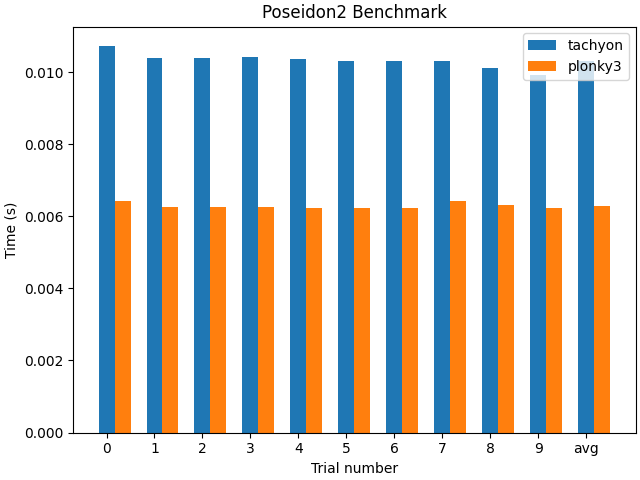 Poseidon2 Benchmark
tachyon
plonky3
0.010
0.008
0.006
0.004
0.002
0.000
Time (s)
0 1 2 3 4 5 6 7 8 9 avg
Trial number